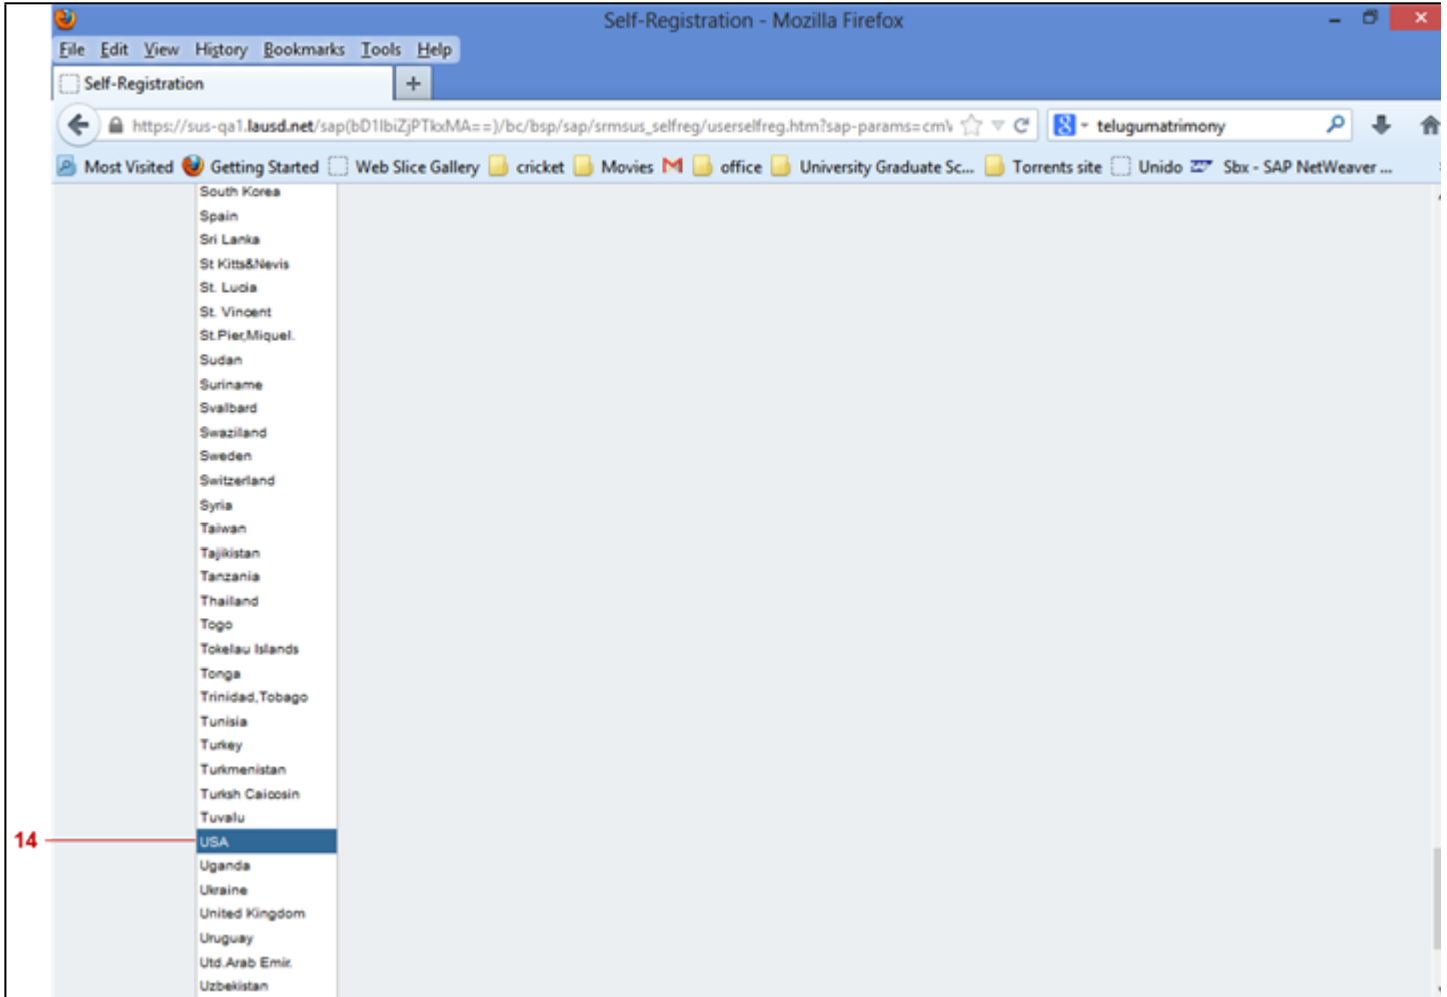 Self-Registration - Mozilla Firefox
File Edit View History Bookmarks Tools Help
Self-Registration +
https://sus-qa1.lausd.net/sap(bD1lbiZjPTkxMA==)/bc/bsp/sap/srmsus_selfreg/userselfreg.htm?sap-params=cmV telugumatrimony
Most Visited Getting Started Web Slice Gallery cricket Movies office University Graduate Sc... Torrents site Unido Sbx - SAP NetWeaver ...
South Korea
Spain
Sri Lanka
St Kitts&Nevis
St. Lucia
St. Vincent
St.Pier,Miquel.
Sudan
Suriname
Svalbard
Swaziland
Sweden
Switzerland
Syria
Taiwan
Tajikistan
Tanzania
Thailand
Togo
Tokelau Islands
Tonga
Trinidad,Tobago
Tunisia
Turkey
Turkmenistan
Turksh Caicosin
Tuvalu
14 USA
Uganda
Ukraine
United Kingdom
Uruguay
Utd.Arab Emir.
Uzbekistan